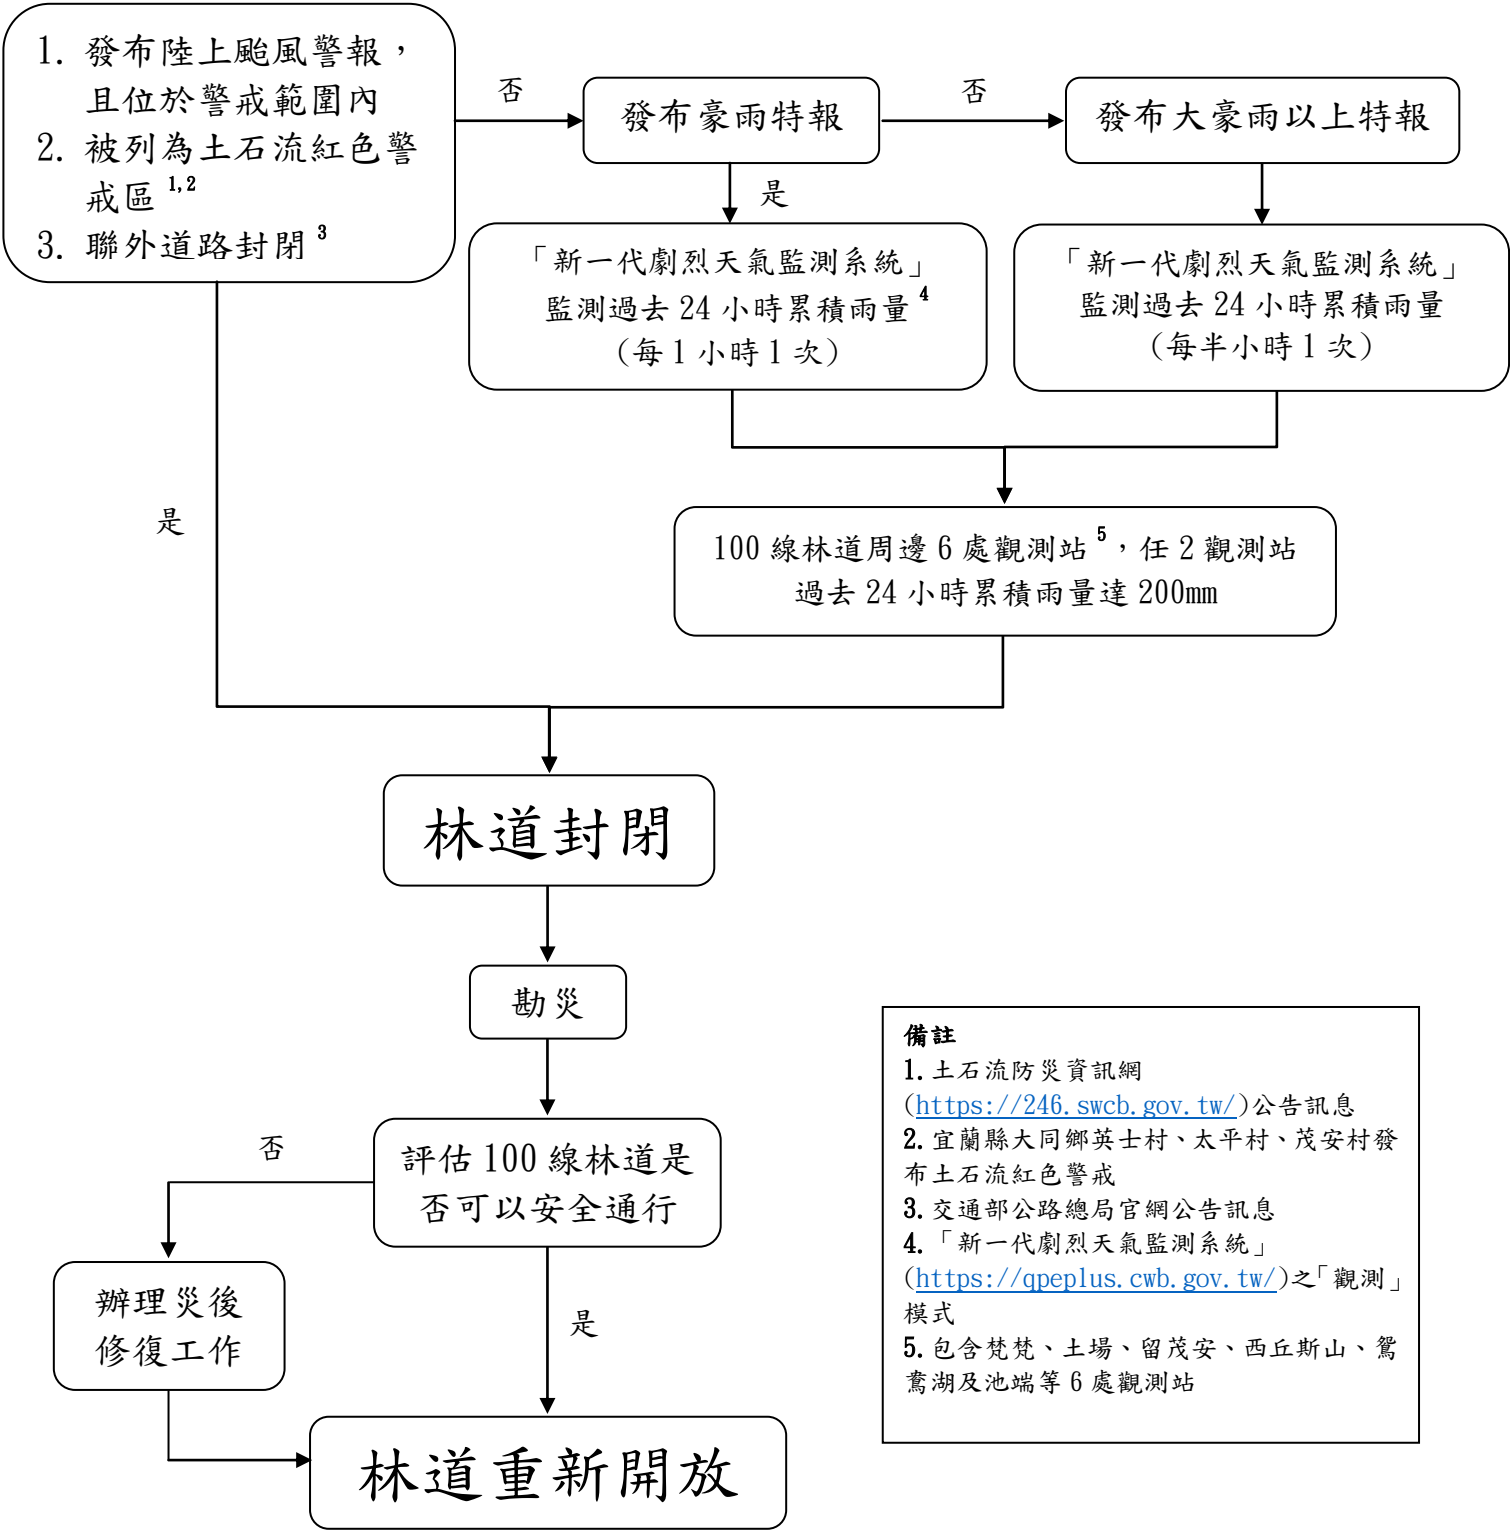 1. 發布陸上颱風警報，
且位於警戒範圍內
2. 被列為土石流紅色警
戒區 1,2
3. 聯外道路封閉 3
否
發布豪雨特報
否
發布大豪雨以上特報
是
「新一代劇烈天氣監測系統」
監測過去 24 小時累積雨量 4
(每 1 小時 1 次)
「新一代劇烈天氣監測系統」
監測過去 24 小時累積雨量
(每半小時 1 次)
是
100 線林道周邊 6 處觀測站 5，任 2 觀測站
過去 24 小時累積雨量達 200mm
林道封閉
勘災
評估 100 線林道是
否可以安全通行
否
辦理災後
修復工作
是
林道重新開放
備註
1. 土石流防災資訊網
(https://246.swcb.gov.tw/)公告訊息
2. 宜蘭縣大同鄉英士村、太平村、茂安村發
布土石流紅色警戒
3. 交通部公路總局官網公告訊息
4. 「新一代劇烈天氣監測系統」
(https://qpeplus.cwb.gov.tw/)之「觀測」
模式
5. 包含梵梵、土場、留茂安、西丘斯山、鴛
鴦湖及池端等 6 處觀測站